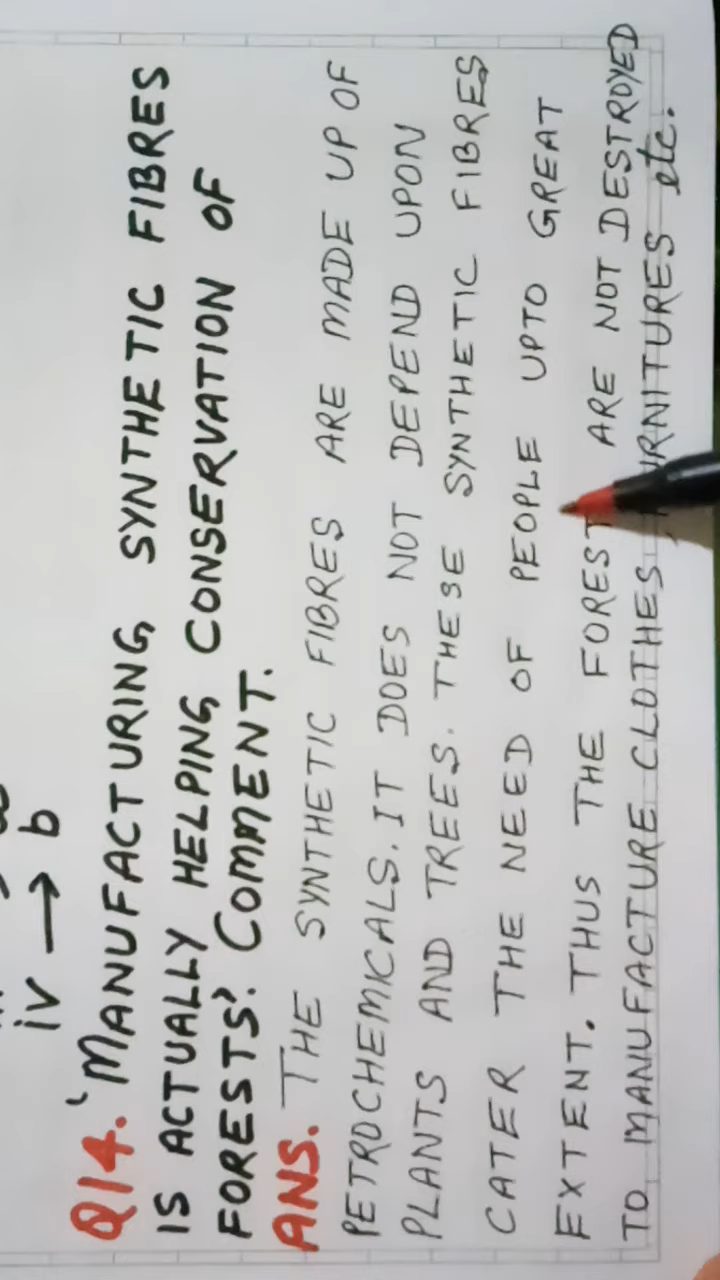 iv → b
Q14. 'MANUFACTURING SYNTHETIC FIBRES
IS ACTUALLY HELPING CONSERVATION OF
FORESTS'. COMMENT.
ANS. THE SYNTHETIC FIBRES ARE MADE UP OF
PETROCHEMICALS. IT DOES NOT DEPEND UPON
PLANTS AND TREES. THESE SYNTHETIC FIBRES
CATER THE NEED OF PEOPLE UPTO GREAT
EXTENT. THUS THE FOREST ARE NOT DESTROYED
TO MANUFACTURE CLOTHES etc.